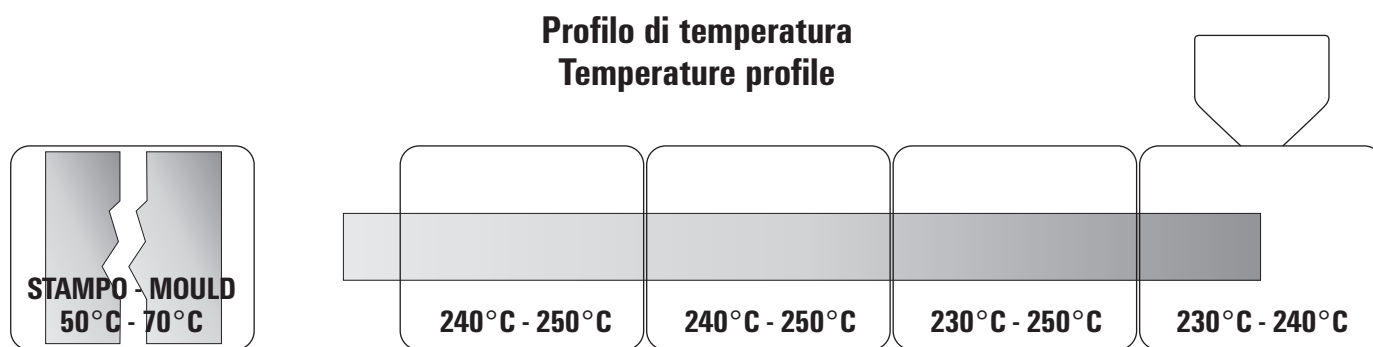 Profilo di temperatura
Temperature profile
STAMPO - MOULD
50°C - 70°C
240°C - 250°C
240°C - 250°C
230°C - 250°C
230°C - 240°C